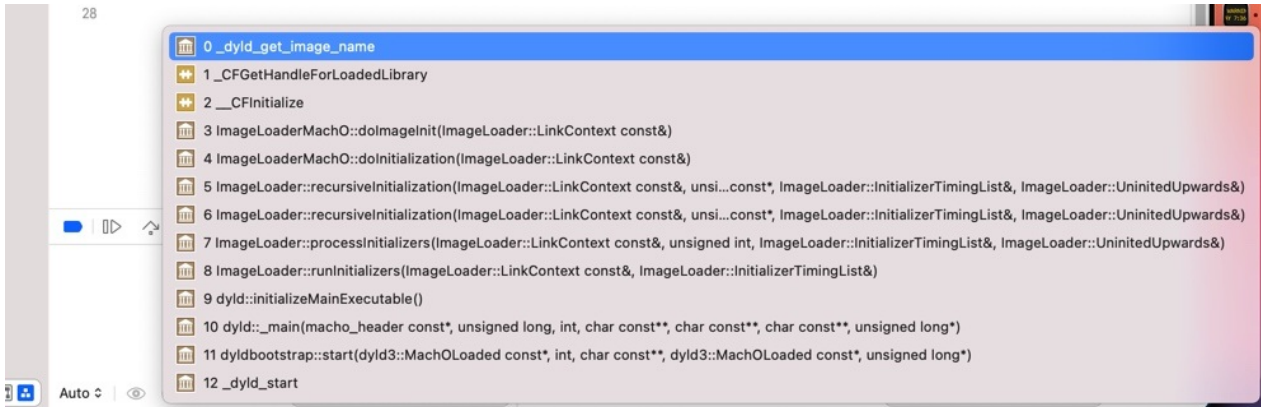 28
0 _dyld_get_image_name
1 _CFGetHandleForLoadedLibrary
2 __CFInitialize
3 ImageLoaderMachO::doImageInit(ImageLoader::LinkContext const&)
4 ImageLoaderMachO::doInitialization(ImageLoader::LinkContext const&)
5 ImageLoader::recursiveInitialization(ImageLoader::LinkContext const&, unsi...const*, ImageLoader::InitializerTimingList&, ImageLoader::UninitedUpwards&)
6 ImageLoader::recursiveInitialization(ImageLoader::LinkContext const&, unsi...const*, ImageLoader::InitializerTimingList&, ImageLoader::UninitedUpwards&)
7 ImageLoader::processInitializers(ImageLoader::LinkContext const&, unsigned int, ImageLoader::InitializerTimingList&, ImageLoader::UninitedUpwards&)
8 ImageLoader::runInitializers(ImageLoader::LinkContext const&, ImageLoader::InitializerTimingList&)
9 dyld::initializeMainExecutable()
10 dyld::_main(macho_header const*, unsigned long, int, char const**, char const**, char const**, unsigned long*)
11 dyldbootstrap::start(dyld3::MachOLoaded const*, int, char const**, dyld3::MachOLoaded const*, unsigned long*)
12 _dyld_start
Auto